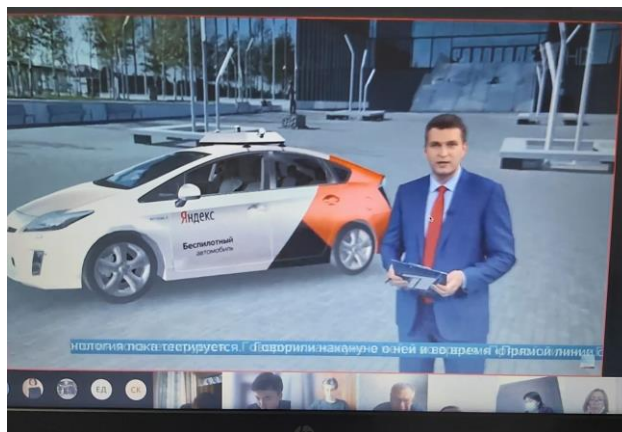 Яндекс
Беспилотный
автомобиль
нология пока тестируется. Говорили накануне о ней и во время «Прямой линии
ЕД
СК